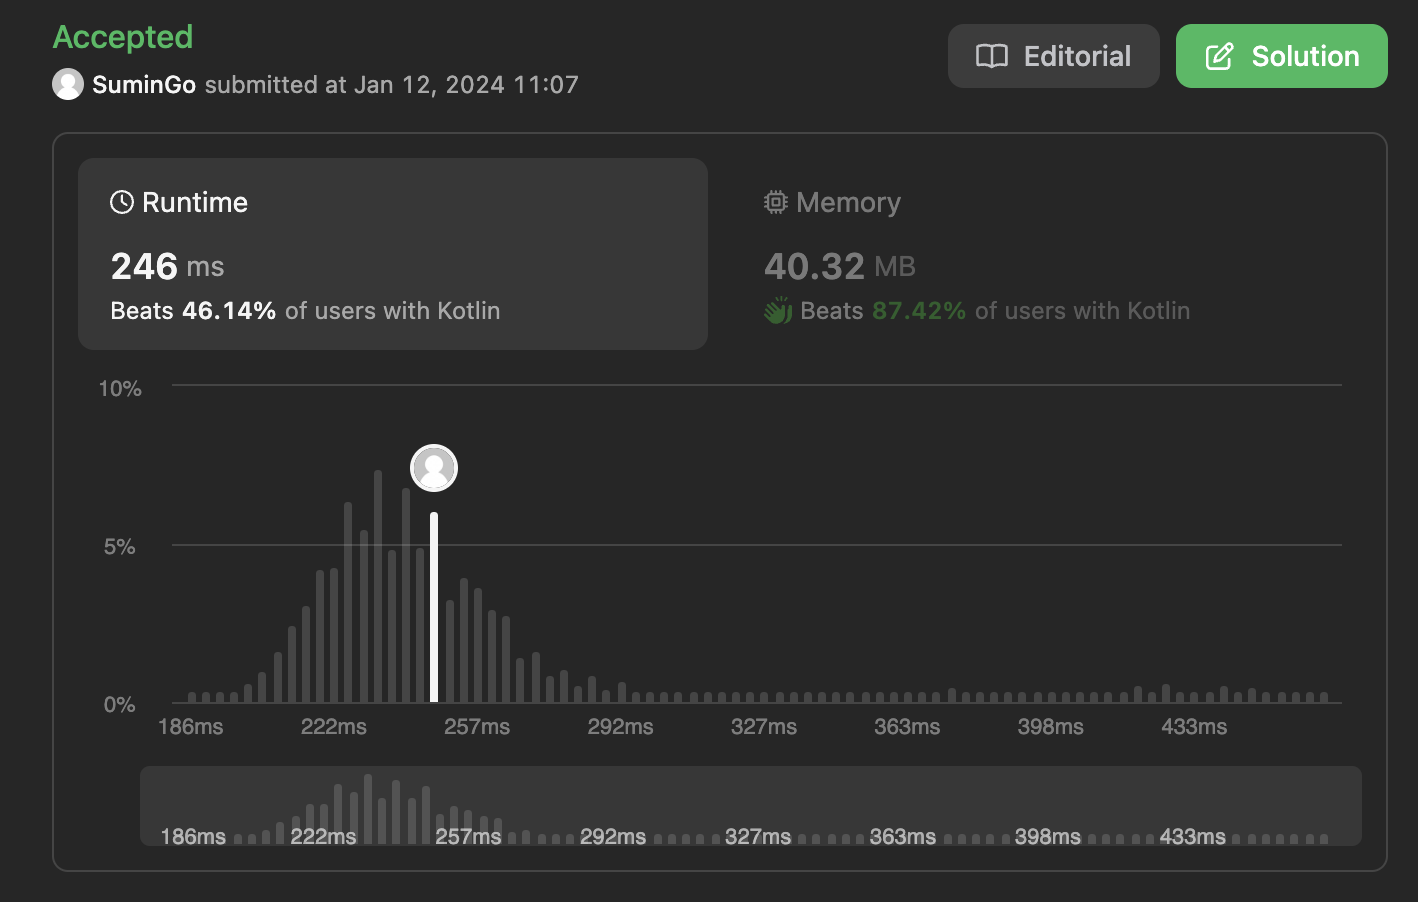 Accepted
SuminGo submitted at Jan 12, 2024 11:07
Editorial
Solution
Runtime
246 ms
Beats 46.14% of users with Kotlin
Memory
40.32 MB
Beats 87.42% of users with Kotlin
10%
5%
0%
186ms 222ms 257ms 292ms 327ms 363ms 398ms 433ms
186ms 222ms 257ms 292ms 327ms 363ms 398ms 433ms